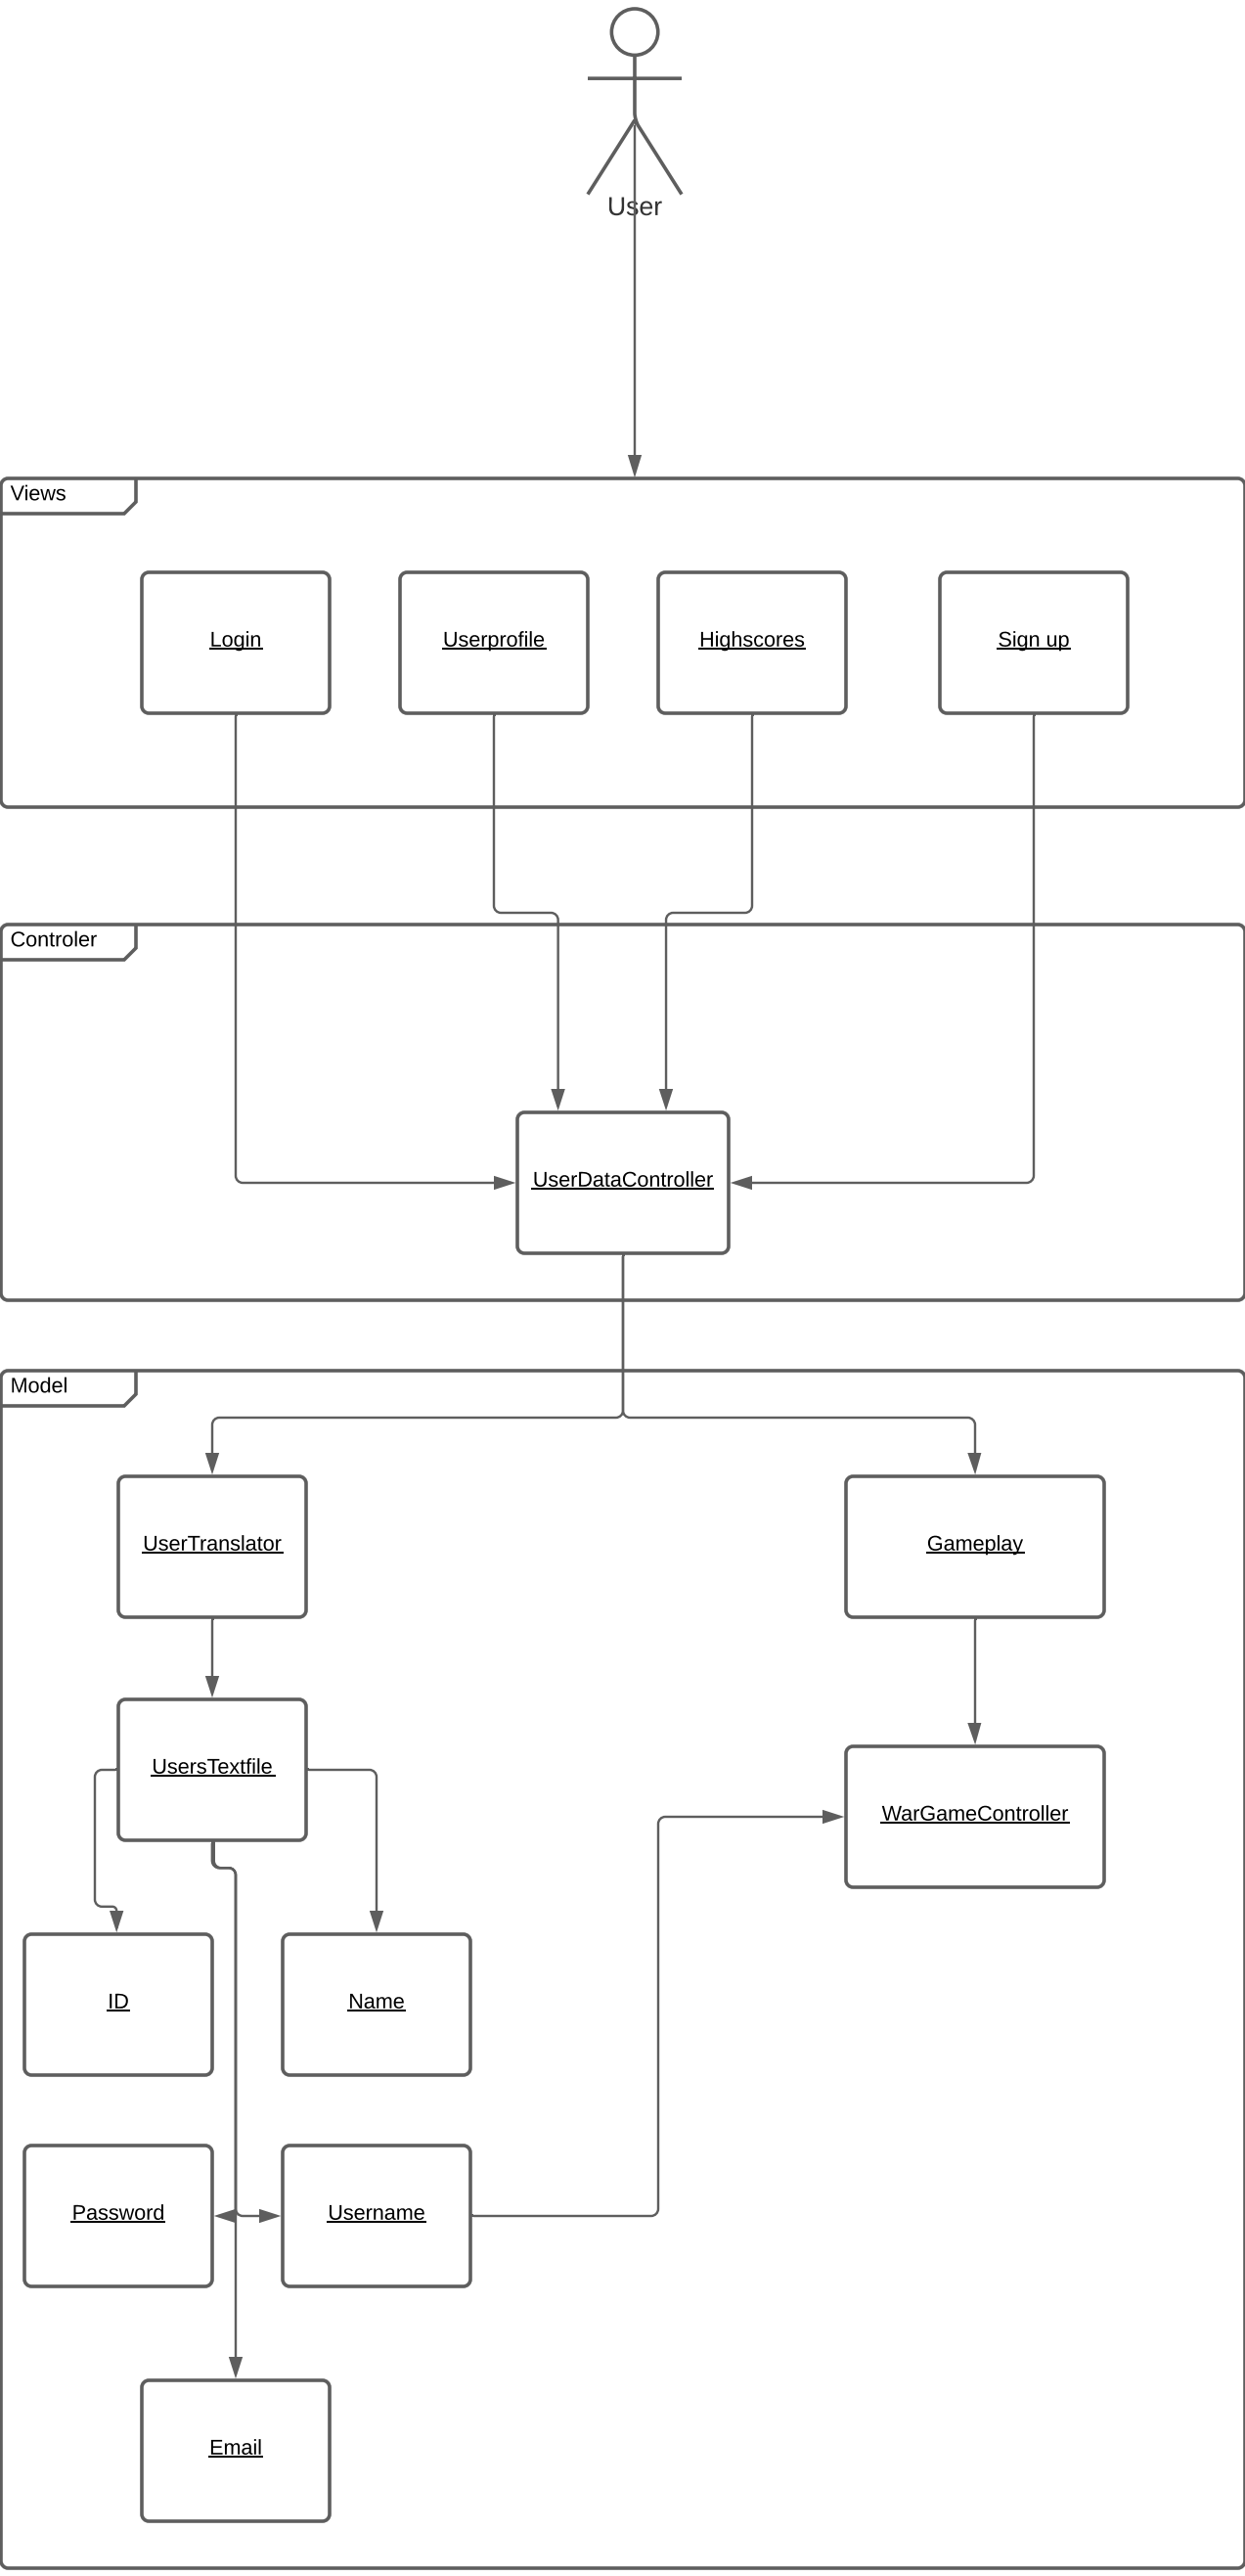 User
Views
Login
Userprofile
Highscores
Sign up
Controler
UserDataController
Model
UserTranslator
Gameplay
UsersTextfile
WarGameController
ID
Name
Password
Username
Email